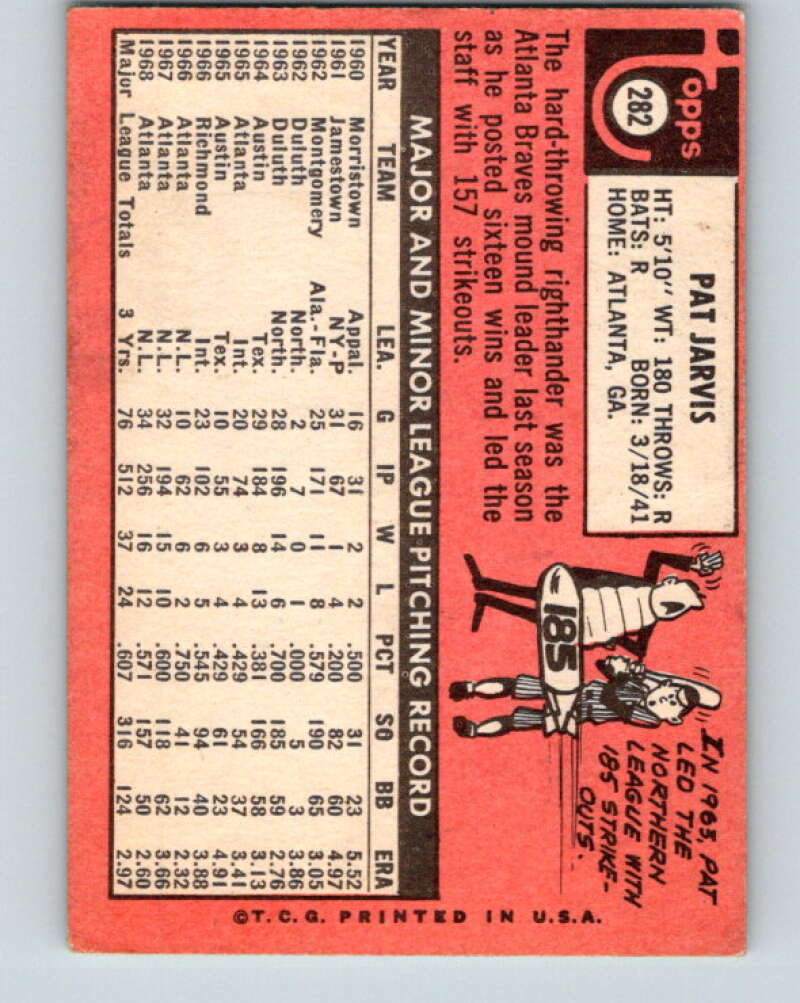 Topps
282
PAT JARVIS
HT: 5'10" WT: 180 THROWS: R
BATS: R BORN: 3/18/41
HOME: ATLANTA, GA.
The hard-throwing righthander was the
Atlanta Braves mound leader last season
as he posted sixteen wins and led the
staff with 157 strikeouts.
IN 1963, PAT
LED THE
NORTHERN
LEAGUE WITH
185 STRIKE-
OUTS.
185
MAJOR AND MINOR LEAGUE PITCHING RECORD
YEAR TEAM LEA. G IP W L PCT SO BB ERA
1960 Morristown Appal. 16 31 2 2 .500 31 23 5.52
1961 Jamestown NY-P 31 67 1 4 .200 82 60 4.97
1962 Montgomery Ala.-Fla. 25 171 11 8 .579 190 65 3.05
1962 Duluth North. 2 7 0 1 .000 5 3 3.86
1963 Duluth North. 28 196 14 6 .700 185 59 2.76
1964 Austin Tex. 29 184 8 13 .381 166 58 3.13
1965 Atlanta Int. 20 74 3 4 .429 54 37 3.41
1965 Austin Tex. 10 55 3 4 .429 61 23 4.91
1966 Richmond Int. 23 102 6 5 .545 94 40 3.88
1966 Atlanta N.L. 10 62 6 2 .750 41 12 2.32
1967 Atlanta N.L. 32 194 15 10 .600 118 62 3.66
1968 Atlanta N.L. 34 256 16 12 .571 157 50 2.60
Major League Totals 3 Yrs. 76 512 37 24 .607 316 124 2.97
©T.C.G. PRINTED IN U.S.A.